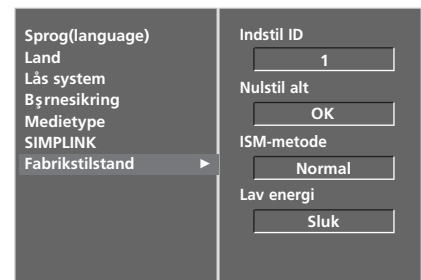 Sprog(language)
Land
Lås system
Bşrnesikring
Medietype
SIMPLINK
Fabrikstilstand ►
Indstil ID
1
Nulstil alt
OK
ISM-metode
Normal
Lav energi
Sluk